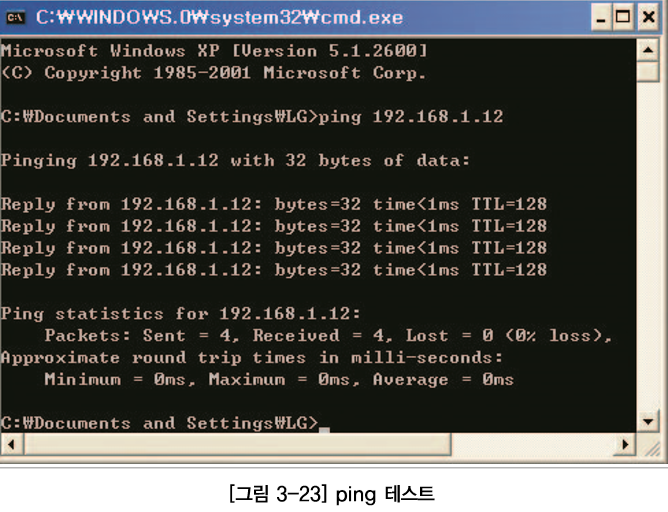 C:₩WINDOWS.0₩system32₩cmd.exe
Microsoft Windows XP [Version 5.1.2600]
(C) Copyright 1985-2001 Microsoft Corp.
C:₩Documents and Settings₩LG>ping 192.168.1.12
Pinging 192.168.1.12 with 32 bytes of data:
Reply from 192.168.1.12: bytes=32 time<1ms TTL=128
Reply from 192.168.1.12: bytes=32 time<1ms TTL=128
Reply from 192.168.1.12: bytes=32 time<1ms TTL=128
Reply from 192.168.1.12: bytes=32 time<1ms TTL=128
Ping statistics for 192.168.1.12:
Packets: Sent = 4, Received = 4, Lost = 0 (0% loss),
Approximate round trip times in milli-seconds:
Minimum = 0ms, Maximum = 0ms, Average = 0ms
C:₩Documents and Settings₩LG>_
[그림 3-23] ping 테스트